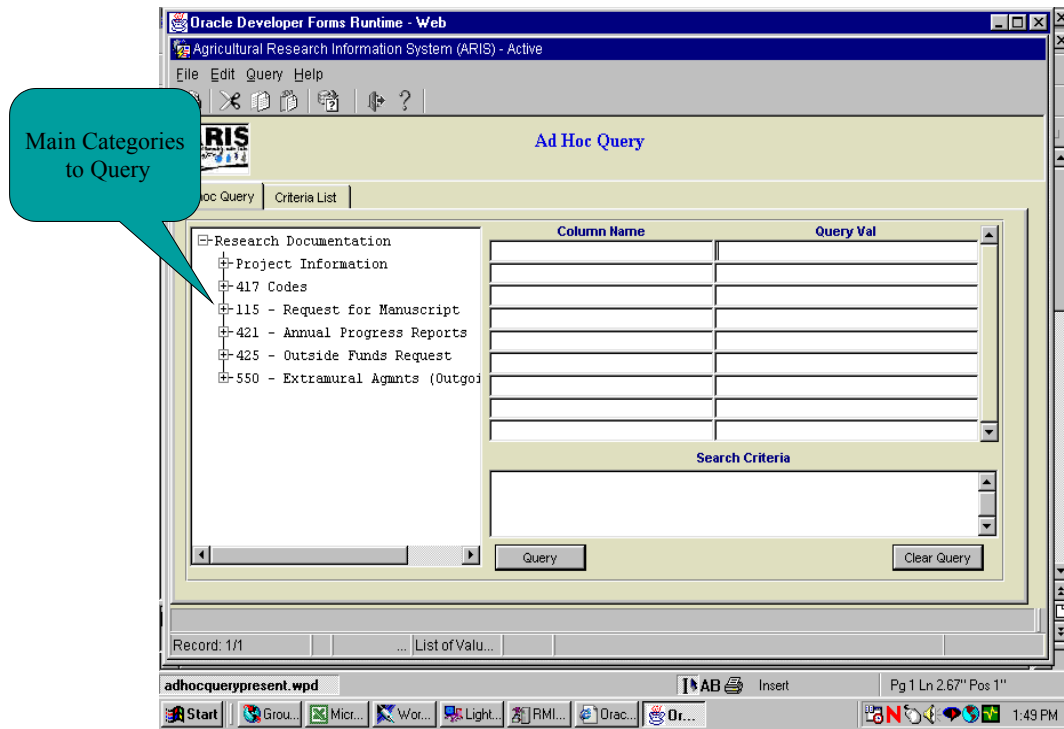 Oracle Developer Forms Runtime - Web
Agricultural Research Information System (ARIS) - Active
File Edit Query Help
Main Categories
to Query
RIS
Ad Hoc Query
hoc Query Criteria List
Research Documentation
Project Information
417 Codes
115 - Request for Manuscript
421 - Annual Progress Reports
425 - Outside Funds Request
550 - Extramural Agmnts (Outgoi
Column Name Query Val
Search Criteria
Query Clear Query
Record: 1/1 ... List of Valu...
adhocquerypresent.wpd AB Insert Pg 1 Ln 2.67" Pos 1"
Start Grou... Micr... Wor... Light... RMI... Orac... Or... 1:49 PM